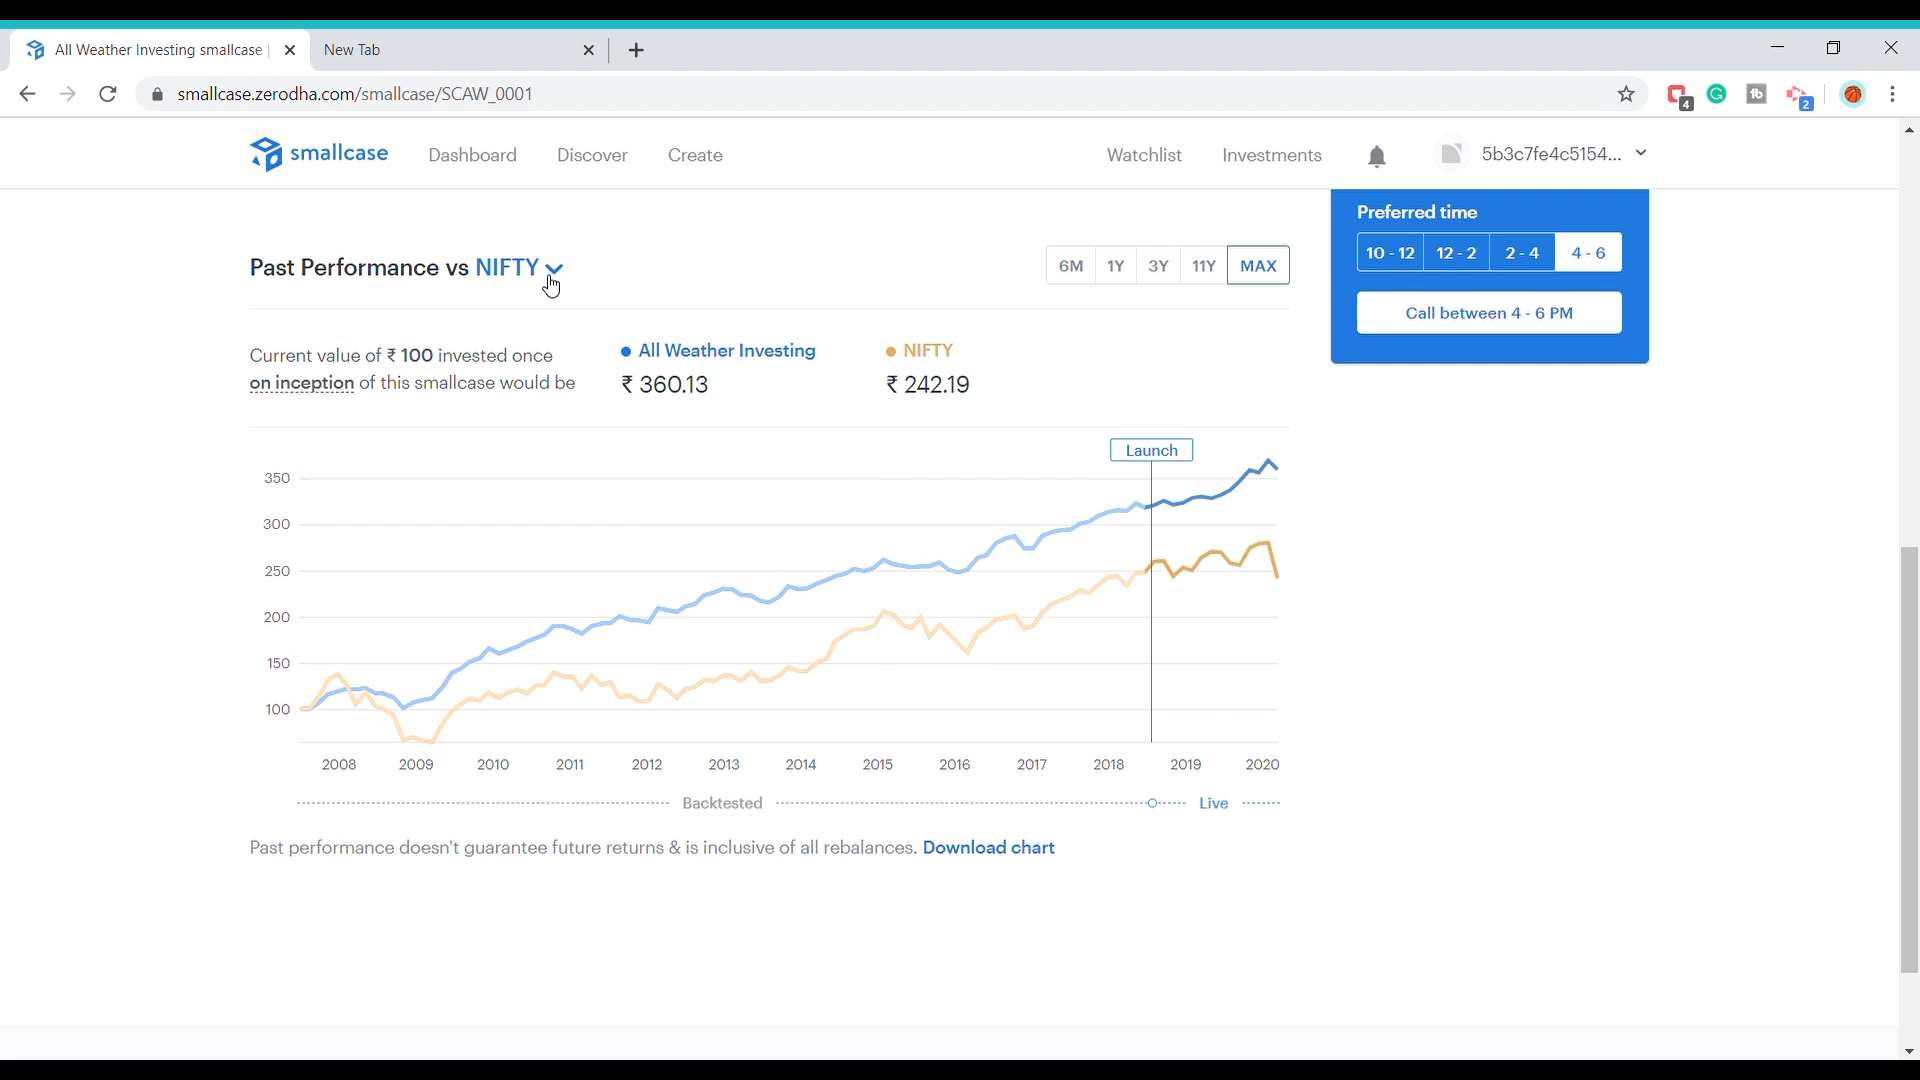 All Weather Investing smallcase
New Tab
smallcase.zerodha.com/smallcase/SCAW_0001
4
G
tb
2
smallcase
Dashboard
Discover
Create
Watchlist
Investments
5b3c7fe4c5154...
Preferred time
10 - 12
12 - 2
2 - 4
4 - 6
Call between 4 - 6 PM
Past Performance vs NIFTY
6M
1Y
3Y
11Y
MAX
Current value of ₹ 100 invested once
on inception of this smallcase would be
All Weather Investing
₹ 360.13
NIFTY
₹ 242.19
Launch
350
300
250
200
150
100
2008 2009 2010 2011 2012 2013 2014 2015 2016 2017 2018 2019 2020
Backtested
Live
Past performance doesn't guarantee future returns & is inclusive of all rebalances. Download chart